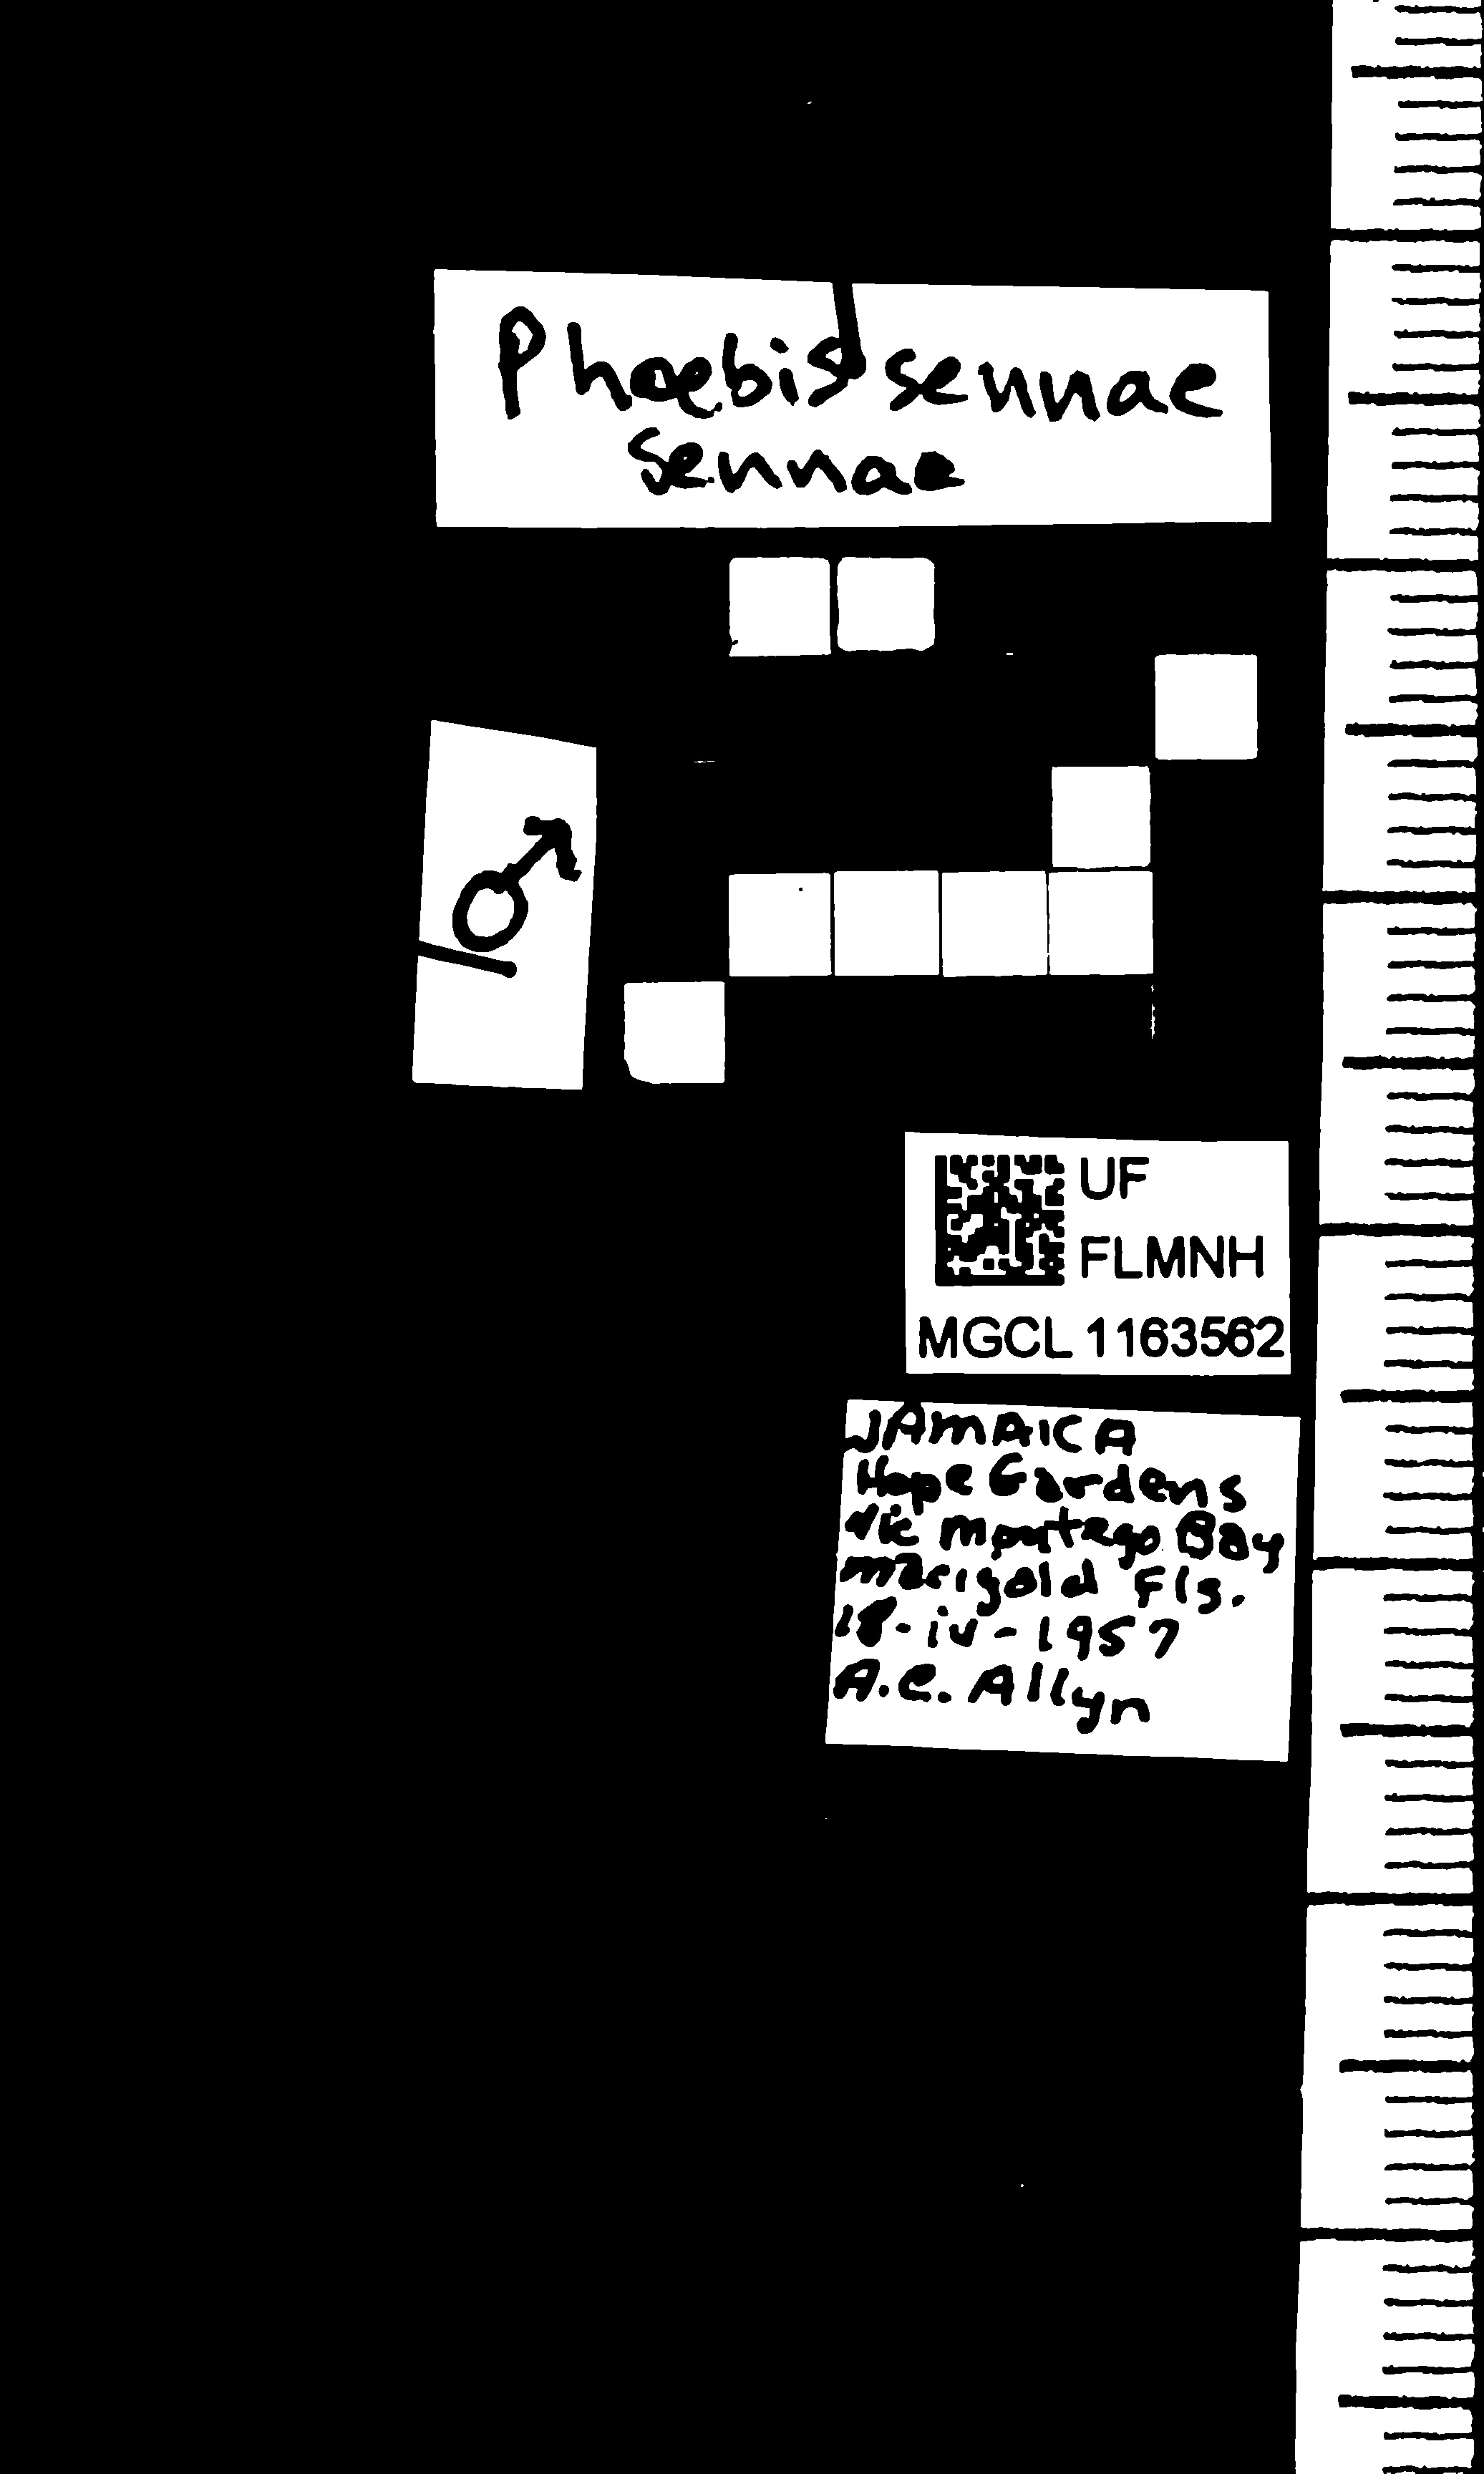 Phoebis sennae
sennae
♂
UF
FLMNH
MGCL 1163562
JAMAICA
Hope Gardens
Vic Montego Bay
marigold Fls.
18-iv-1957
A.C. Allyn